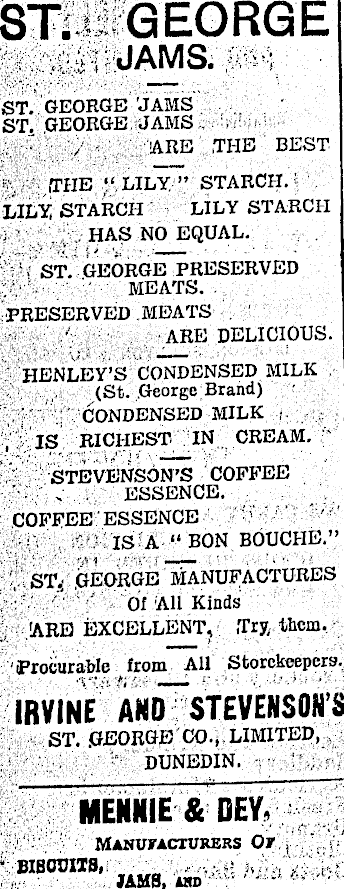 ST. GEORGE
JAMS.
ST. GEORGE JAMS
ST. GEORGE JAMS
ARE THE BEST
THE "LILY" STARCH.
LILY STARCH LILY STARCH
HAS NO EQUAL.
ST. GEORGE PRESERVED
MEATS.
PRESERVED MEATS
ARE DELICIOUS.
HENLEY'S CONDENSED MILK
(St. George Brand)
CONDENSED MILK
IS RICHEST IN CREAM.
STEVENSON'S COFFEE
ESSENCE.
COFFEE ESSENCE
IS A "BON BOUCHE."
ST. GEORGE MANUFACTURES
Of All Kinds
ARE EXCELLENT, Try them.
Procurable from All Storekeepers.
IRVINE AND STEVENSON'S
ST. GEORGE CO., LIMITED,
DUNEDIN.
MENNIE & DEY,
MANUFACTURERS OF
BISCUITS,
JAMS, AND